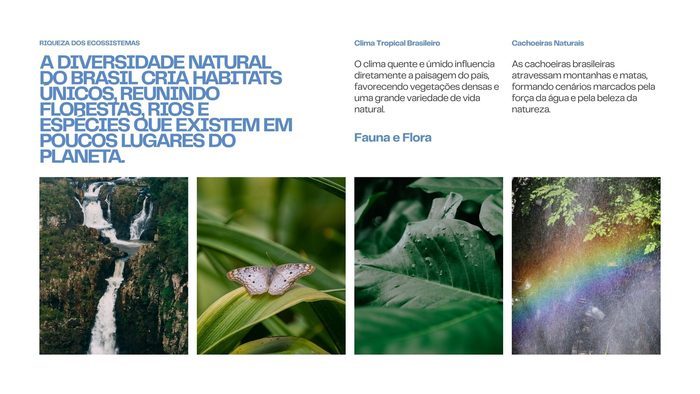 RIQUEZA DOS ECOSSISTEMAS
A DIVERSIDADE NATURAL
DO BRASIL CRIA HABITATS
ÚNICOS, REUNINDO
FLORESTAS, RIOS E
ESPÉCIES QUE EXISTEM EM
POUCOS LUGARES DO
PLANETA.
Clima Tropical Brasileiro
O clima quente e úmido influencia
diretamente a paisagem do país,
favorecendo vegetações densas e
uma grande variedade de vida
natural.
Fauna e Flora
Cachoeiras Naturais
As cachoeiras brasileiras
atravessam montanhas e matas,
formando cenários marcados pela
força da água e pela beleza da
natureza.